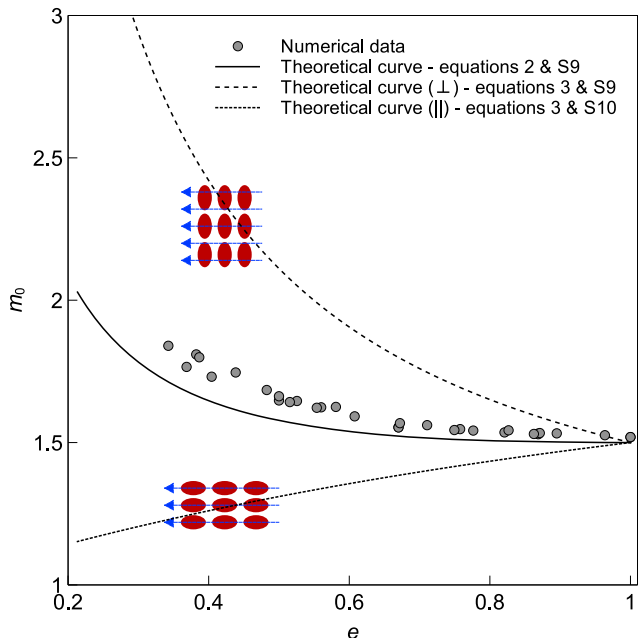 3
2.5
2
1.5
1
m₀
Numerical data
Theoretical curve - equations 2 & S9
Theoretical curve (⊥) - equations 3 & S9
Theoretical curve (||) - equations 3 & S10
0.2 0.4 0.6 0.8 1
e